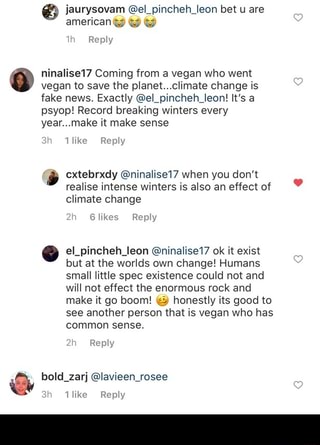 jaurysovam @el_pincheh_leon bet u are
american😭😭😭
1h Reply
ninalise17 Coming from a vegan who went
vegan to save the planet...climate change is
fake news. Exactly @el_pincheh_leon! It's a
psyop! Record breaking winters every
year...make it make sense
3h 1 like Reply
cxtebrxdy @ninalise17 when you don't
realise intense winters is also an effect of
climate change
2h 6 likes Reply
el_pincheh_leon @ninalise17 ok it exist
but at the worlds own change! Humans
small little spec existence could not and
will not effect the enormous rock and
make it go boom! 🥴 honestly its good to
see another person that is vegan who has
common sense.
2h Reply
bold_zarj @lavieen_rosee
3h 1 like Reply